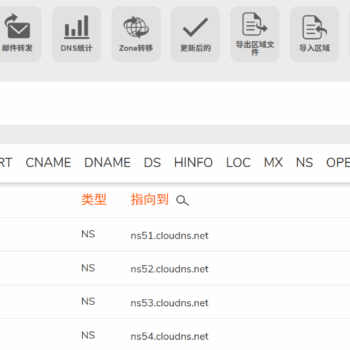 邮件转发 DNS统计 Zone转移 更新后的 导出区域文件 导入区域
RT CNAME DNAME DS HINFO LOC MX NS OPE
类型 指向到
NS ns51.cloudns.net
NS ns52.cloudns.net
NS ns53.cloudns.net
NS ns54.cloudns.net